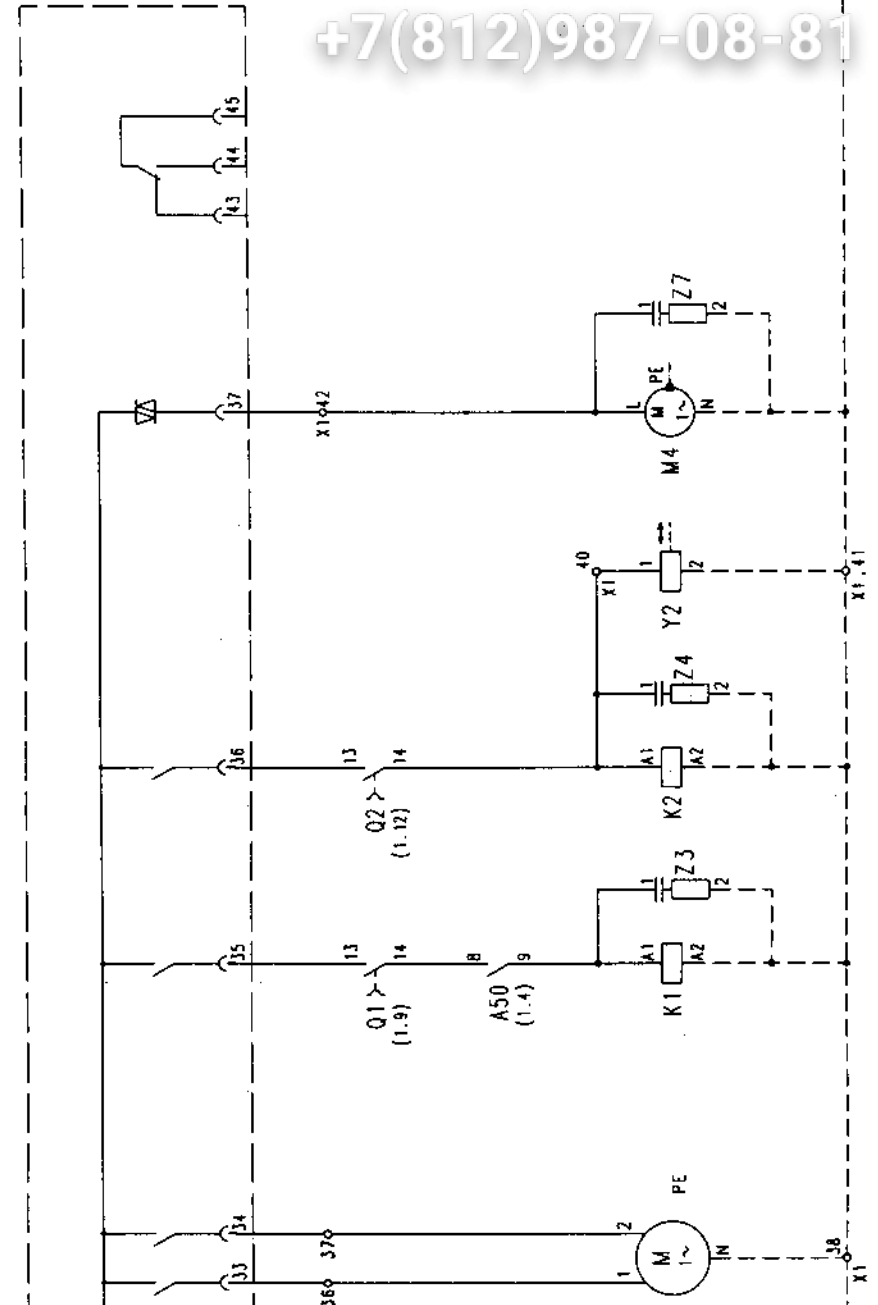 +7(812)987-08-81
45
44
43
1
Z7
2
37
X1
42
L
PE
M
1~
N
M4
40
X1
1
2
Y2
X1.41
1
Z4
2
36
13
14
Q2
(1.12)
A1
A2
K2
1
Z3
2
35
13
14
Q1
(1.9)
8
9
A50
(1.4)
A1
A2
K1
PE
34
37
2
M
1~
N
38
X1
33
36
1